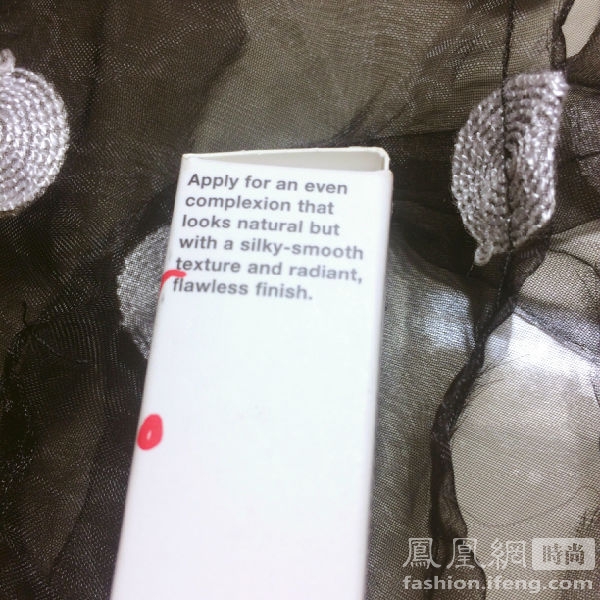 Apply for an even
complexion that
looks natural but
with a silky-smooth
texture and radiant,
flawless finish.
鳳凰網 時尚
fashion.ifeng.com